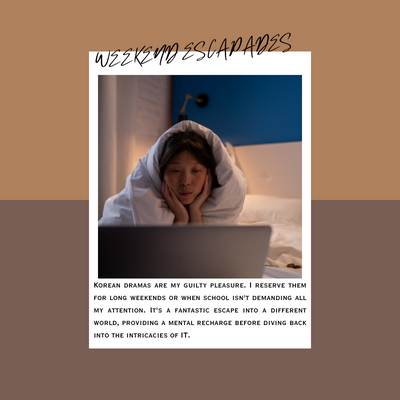 WEEKEND ESCAPADES
Korean dramas are my guilty pleasure. I reserve them
for long weekends or when school isn't demanding all
my attention. It's a fantastic escape into a different
world, providing a mental recharge before diving back
into the intricacies of IT.